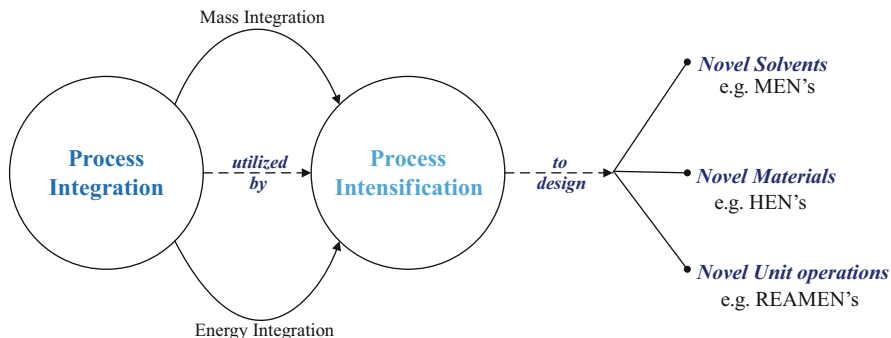 Mass Integration
Process
Integration
utilized
by
Process
Intensification
to
design
Novel Solvents
e.g. MEN's
Novel Materials
e.g. HEN's
Novel Unit operations
e.g. REAMEN's
Energy Integration